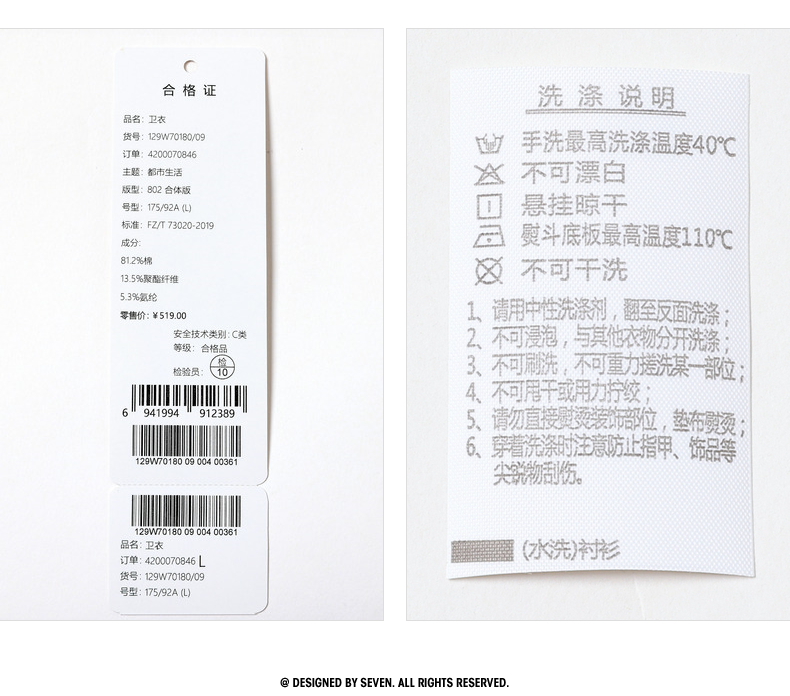 合格证
品名: 卫衣
货号: 129W70180/09
订单: 4200070846
主题: 都市生活
版型: 802 合体版
号型: 175/92A (L)
标准: FZ/T 73020-2019
成分:
81.2%棉
13.5%聚酯纤维
5.3%氨纶
零售价: ¥519.00
安全技术类别: C类
等级: 合格品
检验员: 检 10
6 941994 912389
129W70180 09 004 00361
129W70180 09 004 00361
品名: 卫衣
订单: 4200070846 L
货号: 129W70180/09
号型: 175/92A (L)
洗涤说明
手洗最高洗涤温度40℃
不可漂白
悬挂晾干
熨斗底板最高温度110℃
不可干洗
1、请用中性洗涤剂，翻至反面洗涤；
2、不可浸泡，与其他衣物分开洗涤；
3、不可刷洗，不可重力搓洗某一部位；
4、不可甩干或用力拧绞；
5、请勿直接熨烫装饰部位，垫布熨烫；
6、穿着洗涤时注意防止指甲、饰品等
尖锐物刮伤。
(水洗)衬衫
@ DESIGNED BY SEVEN. ALL RIGHTS RESERVED.